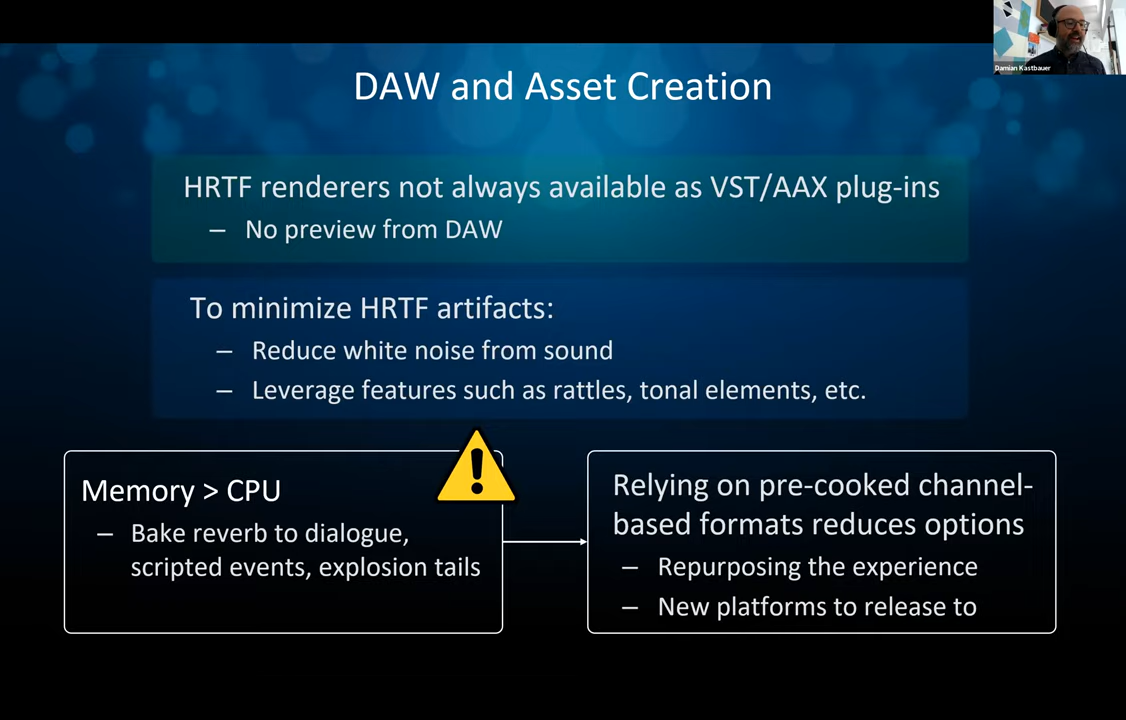 Damian Kastbauer
DAW and Asset Creation
HRTF renderers not always available as VST/AAX plug-ins
– No preview from DAW
To minimize HRTF artifacts:
– Reduce white noise from sound
– Leverage features such as rattles, tonal elements, etc.
Memory > CPU
– Bake reverb to dialogue,
scripted events, explosion tails
Relying on pre-cooked channel-
based formats reduces options
– Repurposing the experience
– New platforms to release to